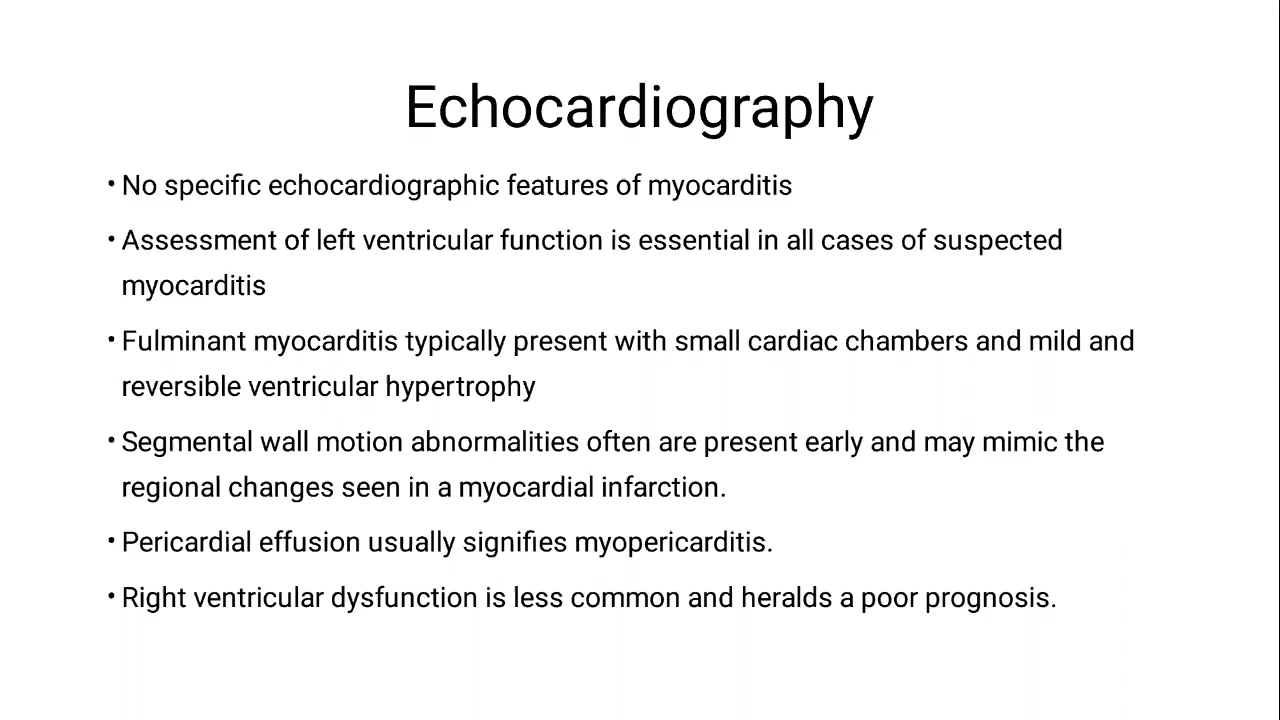 Echocardiography
• No specific echocardiographic features of myocarditis
• Assessment of left ventricular function is essential in all cases of suspected
myocarditis
• Fulminant myocarditis typically present with small cardiac chambers and mild and
reversible ventricular hypertrophy
• Segmental wall motion abnormalities often are present early and may mimic the
regional changes seen in a myocardial infarction.
• Pericardial effusion usually signifies myopericarditis.
• Right ventricular dysfunction is less common and heralds a poor prognosis.